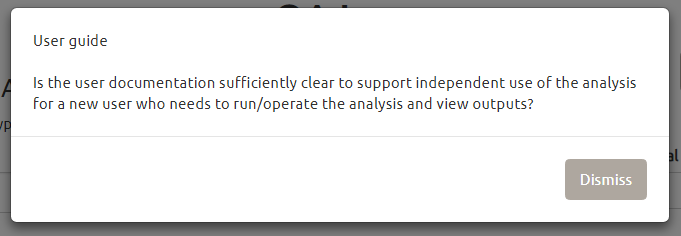 User guide
Is the user documentation sufficiently clear to support independent use of the analysis
for a new user who needs to run/operate the analysis and view outputs?
Dismiss